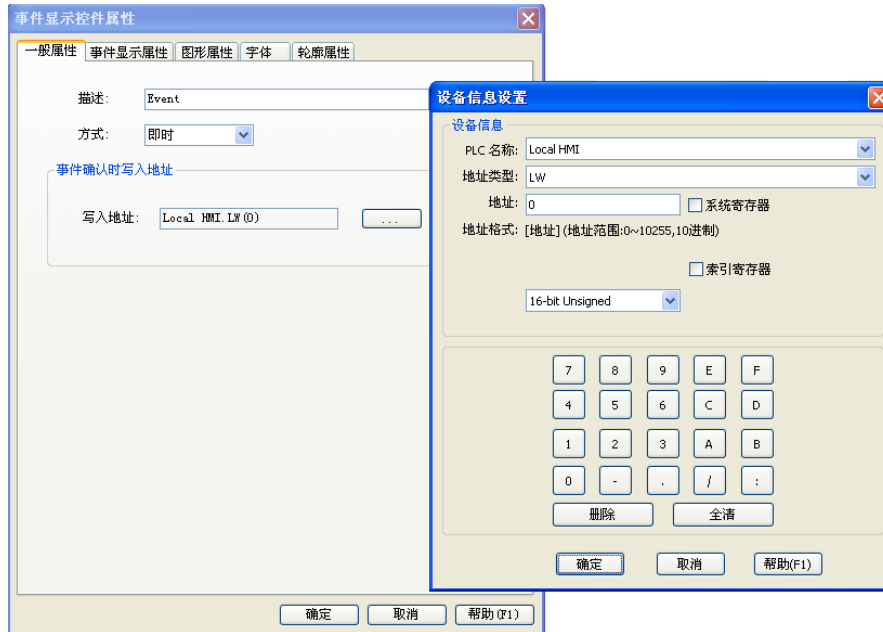 事件显示控件属性
一般属性 事件显示属性 图形属性 字体 轮廓属性
描述: Event
方式: 即时
事件确认时写入地址
写入地址: Local HMI.LW(0) ...
确定 取消 帮助(F1)
设备信息设置
设备信息
PLC 名称: Local HMI
地址类型: LW
地址: 0 系统寄存器
地址格式: [地址] (地址范围:0~10255,10进制)
索引寄存器
16-bit Unsigned
7 8 9 E F
4 5 6 C D
1 2 3 A B
0 - . / :
删除 全清
确定 取消 帮助(F1)